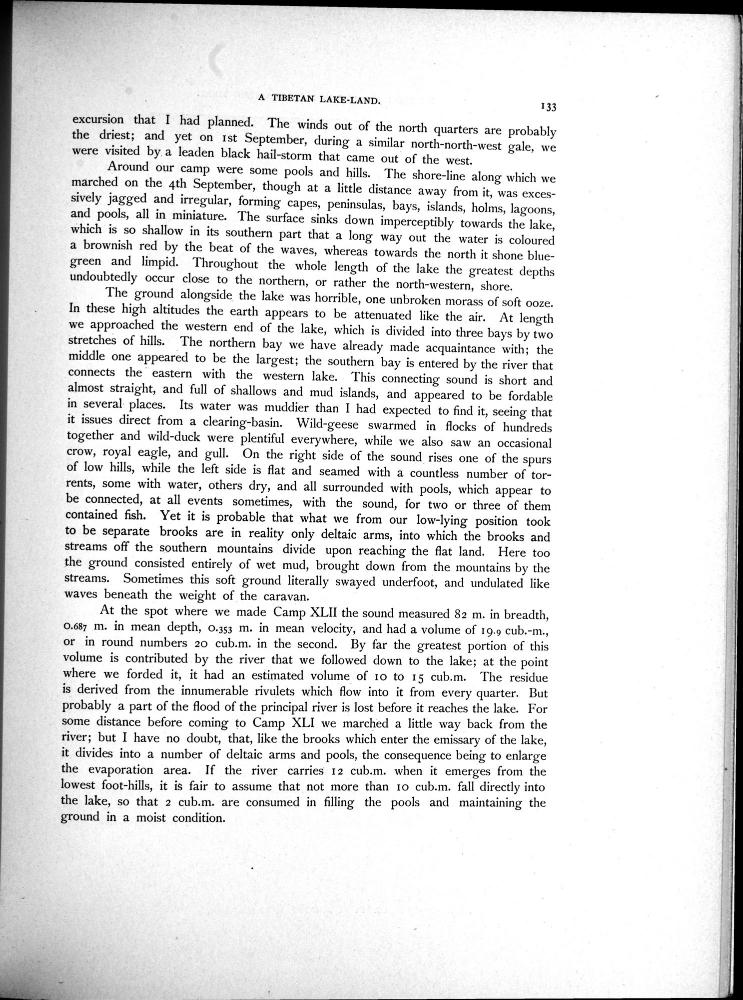 A TIBETAN LAKE-LAND.
133
excursion that I had planned. The winds out of the north quarters are probably
the driest; and yet on 1st September, during a similar north-north-west gale, we
were visited by a leaden black hail-storm that came out of the west.
Around our camp were some pools and hills. The shore-line along which we
marched on the 4th September, though at a little distance away from it, was exces-
sively jagged and irregular, forming capes, peninsulas, bays, islands, holms, lagoons,
and pools, all in miniature. The surface sinks down imperceptibly towards the lake,
which is so shallow in its southern part that a long way out the water is coloured
a brownish red by the beat of the waves, whereas towards the north it shone blue-
green and limpid. Throughout the whole length of the lake the greatest depths
undoubtedly occur close to the northern, or rather the north-western, shore.
The ground alongside the lake was horrible, one unbroken morass of soft ooze.
In these high altitudes the earth appears to be attenuated like the air. At length
we approached the western end of the lake, which is divided into three bays by two
stretches of hills. The northern bay we have already made acquaintance with; the
middle one appeared to be the largest; the southern bay is entered by the river that
connects the eastern with the western lake. This connecting sound is short and
almost straight, and full of shallows and mud islands, and appeared to be fordable
in several places. Its water was muddier than I had expected to find it, seeing that
it issues direct from a clearing-basin. Wild-geese swarmed in flocks of hundreds
together and wild-duck were plentiful everywhere, while we also saw an occasional
crow, royal eagle, and gull. On the right side of the sound rises one of the spurs
of low hills, while the left side is flat and seamed with a countless number of tor-
rents, some with water, others dry, and all surrounded with pools, which appear to
be connected, at all events sometimes, with the sound, for two or three of them
contained fish. Yet it is probable that what we from our low-lying position took
to be separate brooks are in reality only deltaic arms, into which the brooks and
streams off the southern mountains divide upon reaching the flat land. Here too
the ground consisted entirely of wet mud, brought down from the mountains by the
streams. Sometimes this soft ground literally swayed underfoot, and undulated like
waves beneath the weight of the caravan.
At the spot where we made Camp XLII the sound measured 82 m. in breadth,
0.687 m. in mean depth, 0.353 m. in mean velocity, and had a volume of 19.9 cub.-m.,
or in round numbers 20 cub.m. in the second. By far the greatest portion of this
volume is contributed by the river that we followed down to the lake; at the point
where we forded it, it had an estimated volume of 10 to 15 cub.m. The residue
is derived from the innumerable rivulets which flow into it from every quarter. But
probably a part of the flood of the principal river is lost before it reaches the lake. For
some distance before coming to Camp XLI we marched a little way back from the
river; but I have no doubt, that, like the brooks which enter the emissary of the lake,
it divides into a number of deltaic arms and pools, the consequence being to enlarge
the evaporation area. If the river carries 12 cub.m. when it emerges from the
lowest foot-hills, it is fair to assume that not more than 10 cub.m. fall directly into
the lake, so that 2 cub.m. are consumed in filling the pools and maintaining the
ground in a moist condition.